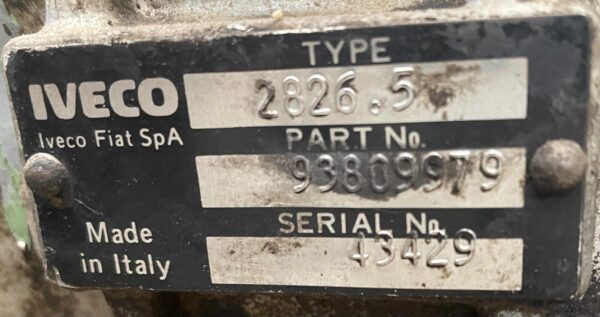 TYPE
IVECO
2826.5
Iveco Fiat SpA
PART No.
93809979
SERIAL No.
Made
in Italy
43429